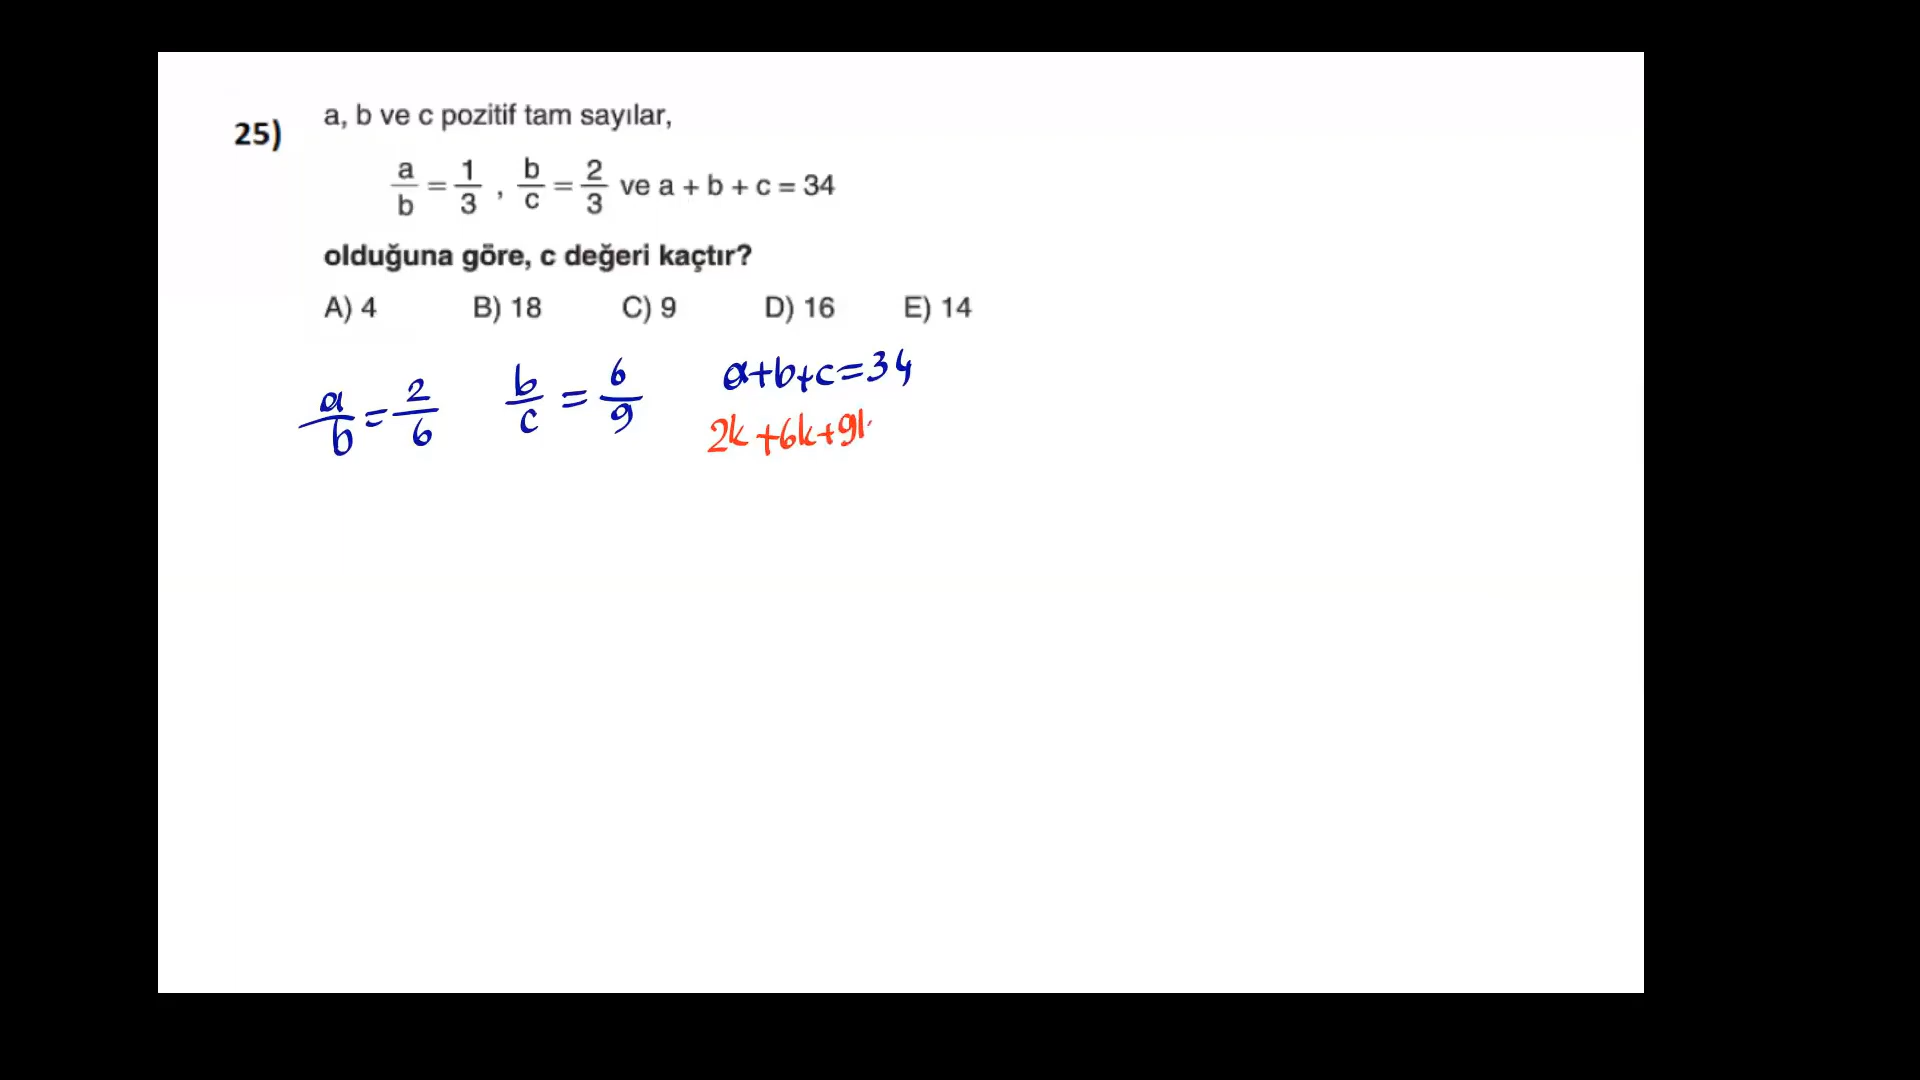 25) a, b ve c pozitif tam sayılar,
a/b = 1/3 , b/c = 2/3 ve a + b + c = 34
olduğuna göre, c değeri kaçtır?
A) 4 B) 18 C) 9 D) 16 E) 14
a/b = 2/6 b/c = 6/9 a+b+c=34
2k+6k+9